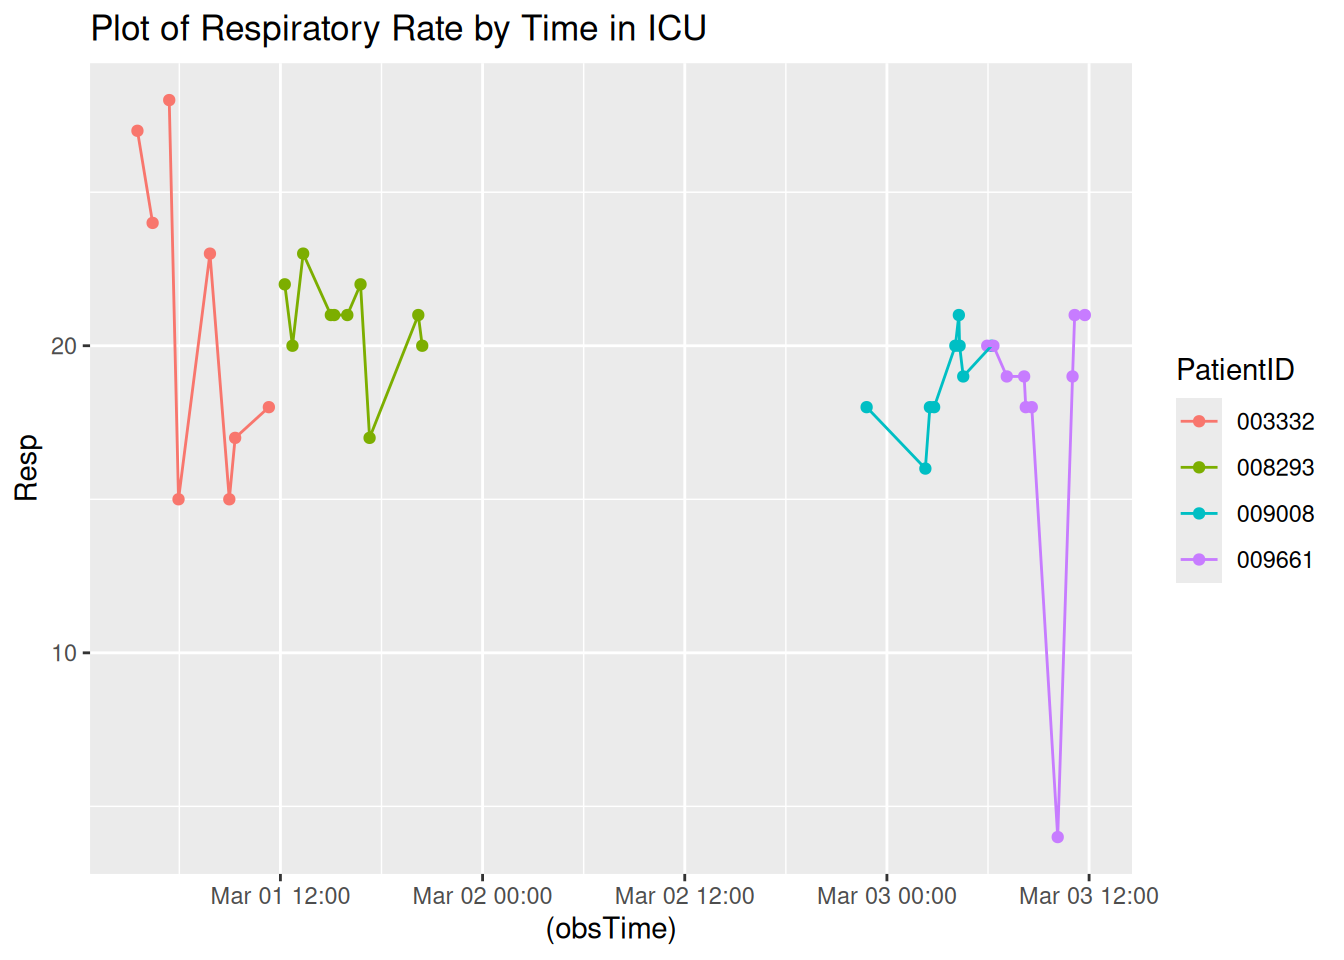 Plot of Respiratory Rate by Time in ICU
Resp
20
10
Mar 01 12:00 Mar 02 00:00 Mar 02 12:00 Mar 03 00:00 Mar 03 12:00
(obsTime)
PatientID
003332
008293
009008
009661